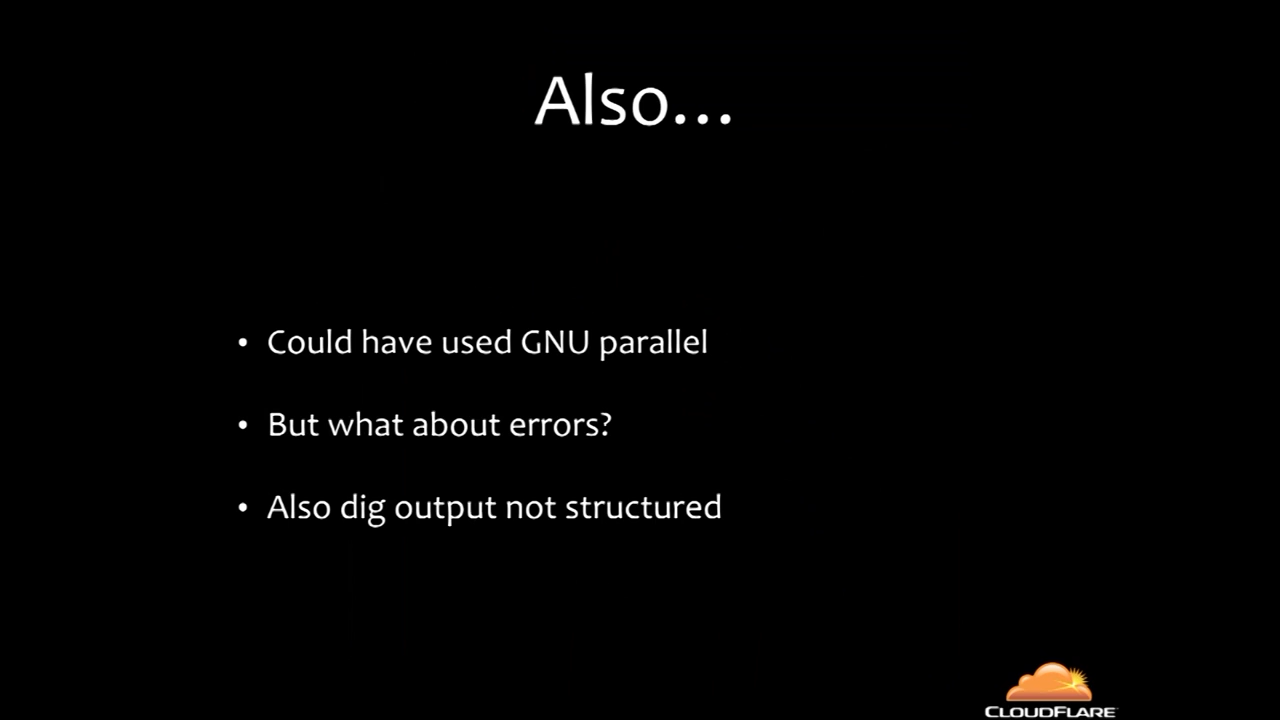 Also...
• Could have used GNU parallel
• But what about errors?
• Also dig output not structured
CLOUDFLARE